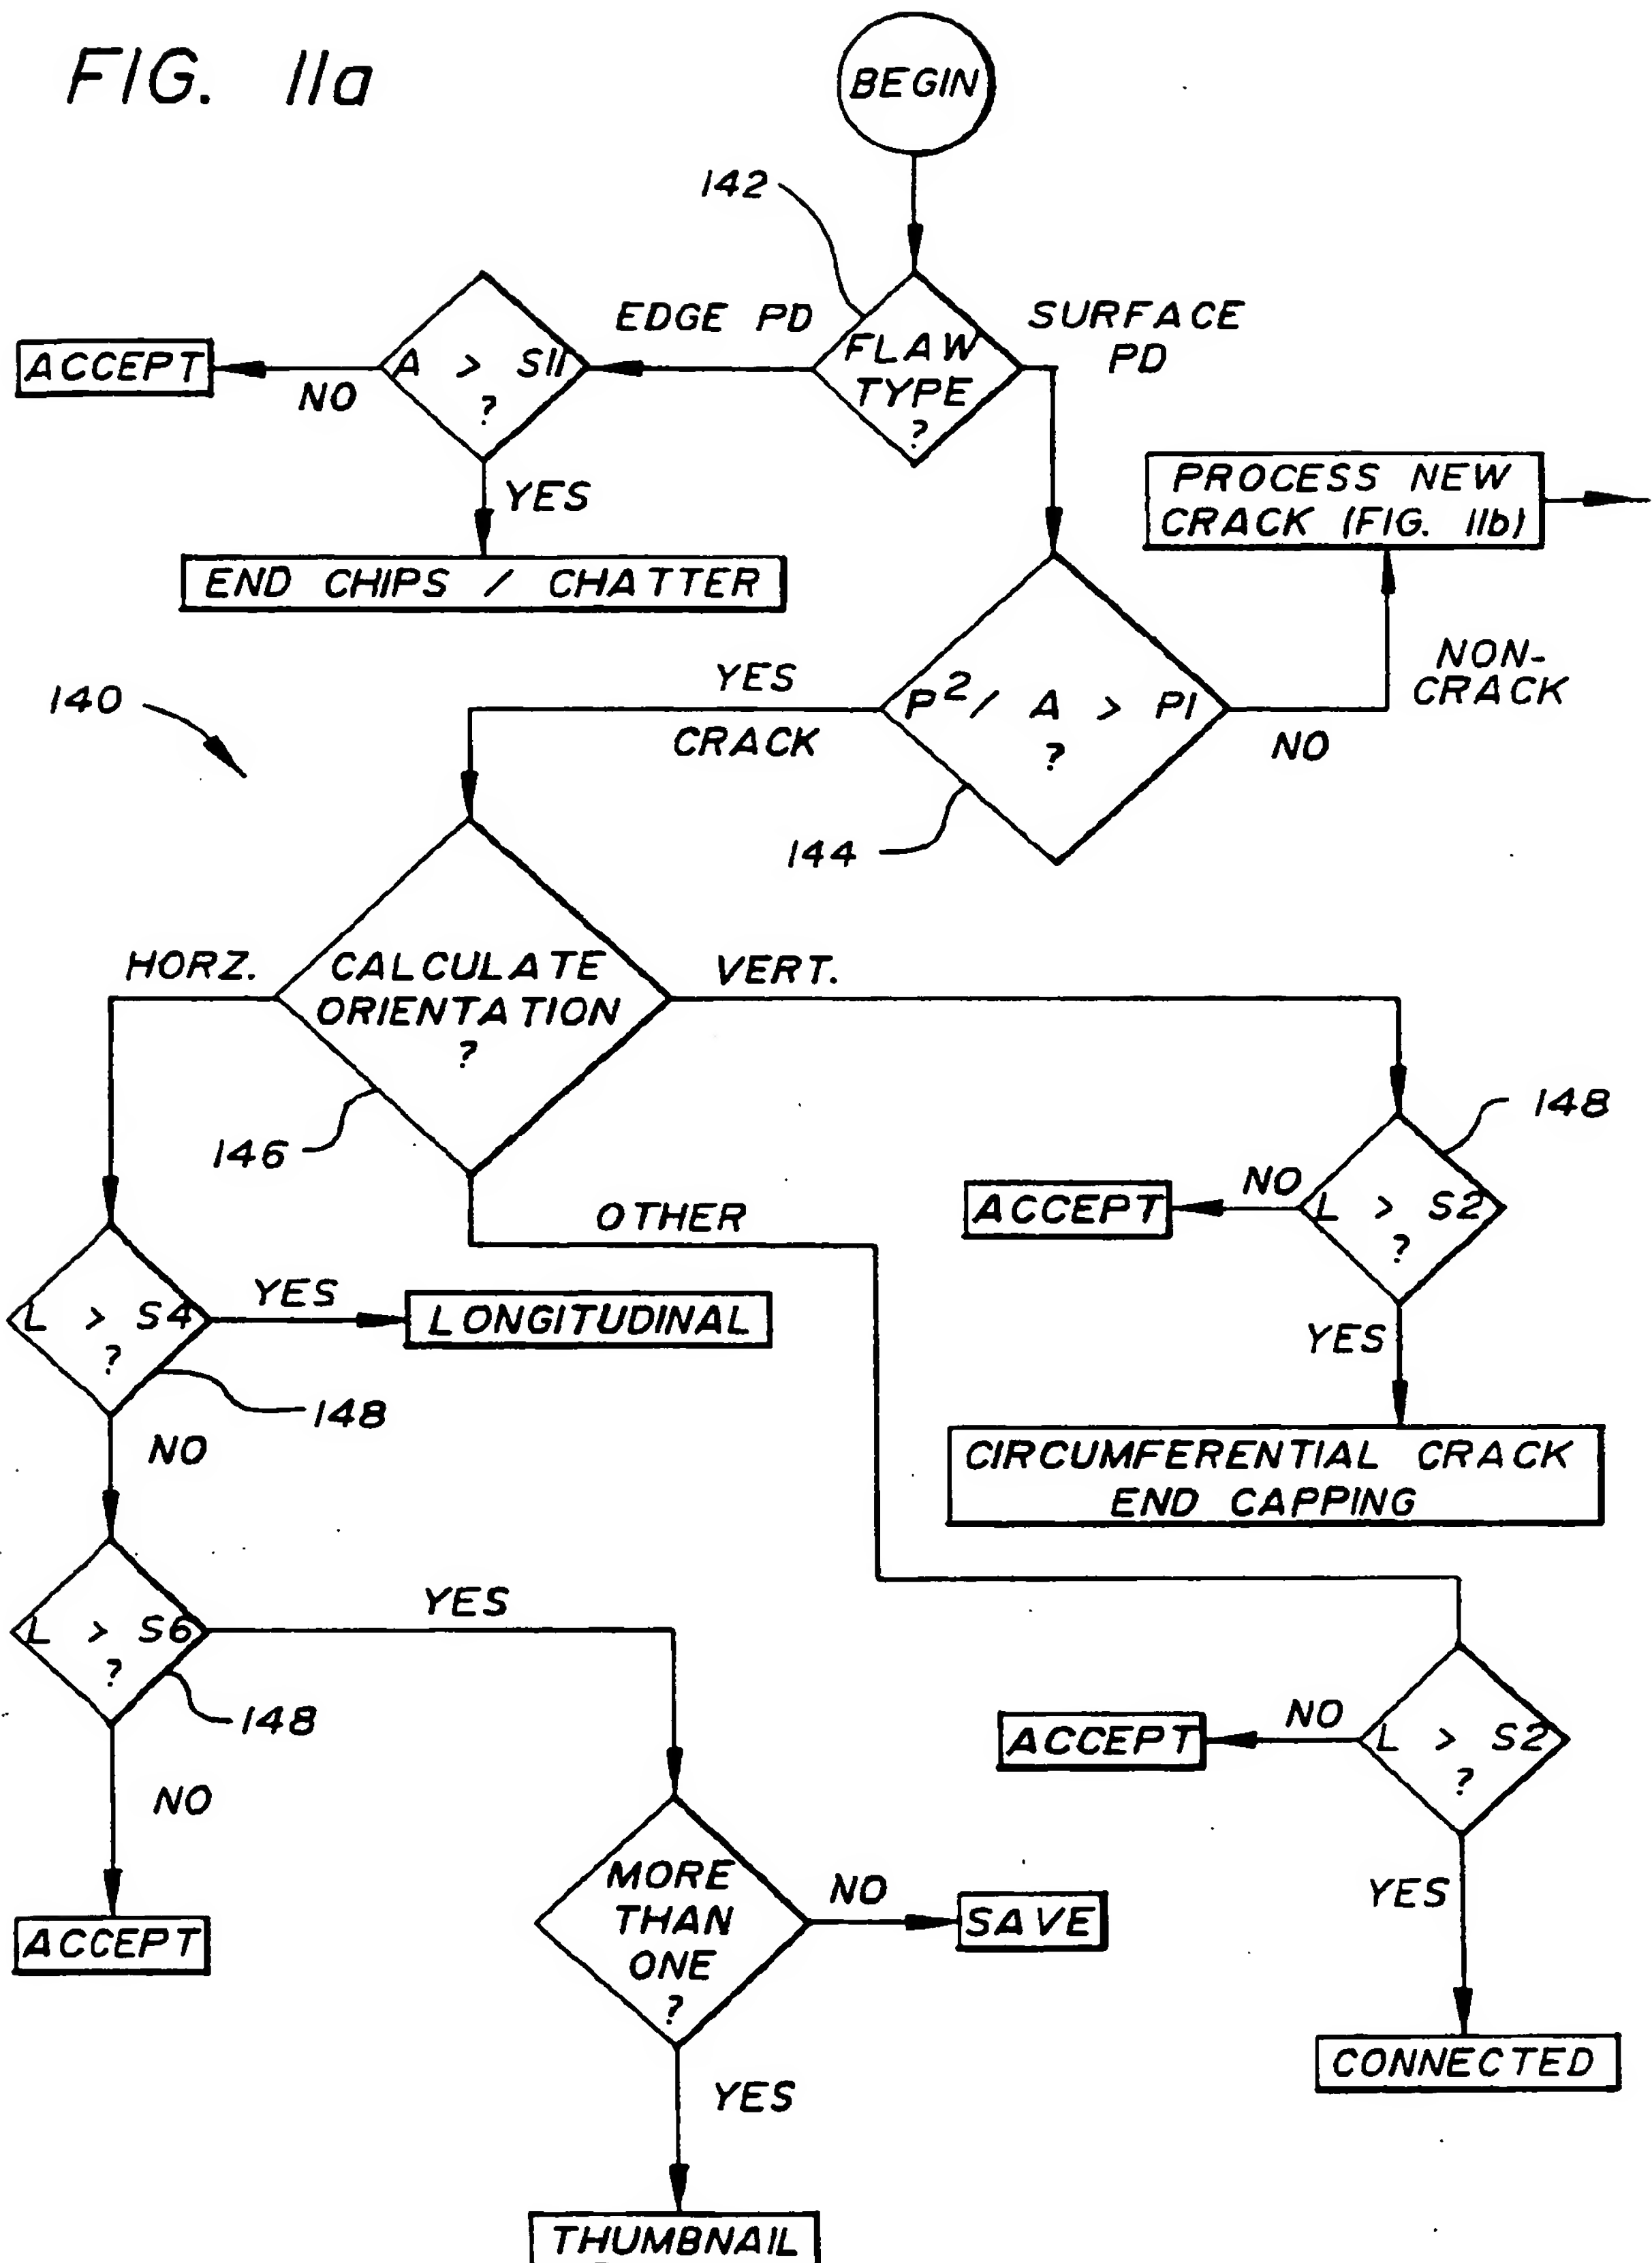 FIG. 11a
BEGIN
142
EDGE PD
SURFACE
PD
FLAW
TYPE
?
A > S11
?
ACCEPT
NO
YES
END CHIPS / CHATTER
PROCESS NEW
CRACK (FIG. 11b)
NON-
CRACK
NO
P²/ A > P1
?
YES
CRACK
144
140
CALCULATE
ORIENTATION
?
HORZ.
VERT.
146
OTHER
148
L > S2
?
NO
ACCEPT
YES
CIRCUMFERENTIAL CRACK
END CAPPING
L > S4
?
YES
LONGITUDINAL
148
NO
L > S6
?
YES
148
NO
ACCEPT
MORE
THAN
ONE
?
NO
SAVE
YES
THUMBNAIL
L > S2
?
NO
ACCEPT
YES
CONNECTED